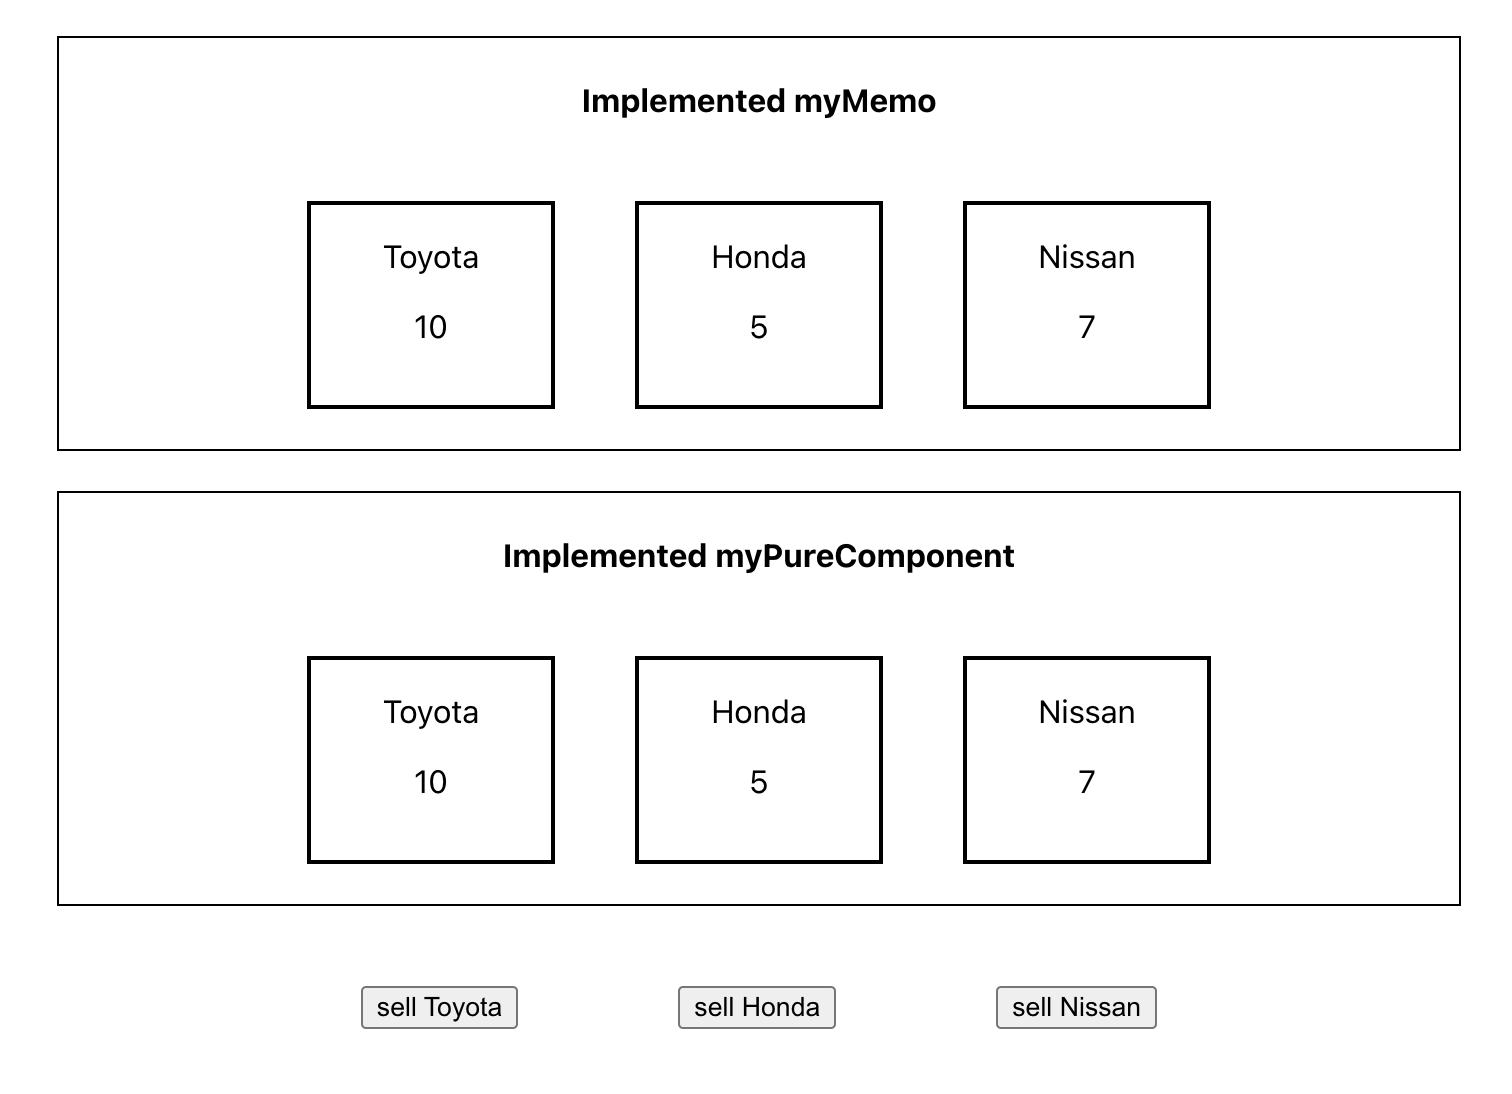 Implemented myMemo
Toyota Honda Nissan
10 5 7
Implemented myPureComponent
Toyota Honda Nissan
10 5 7
sell Toyota sell Honda sell Nissan